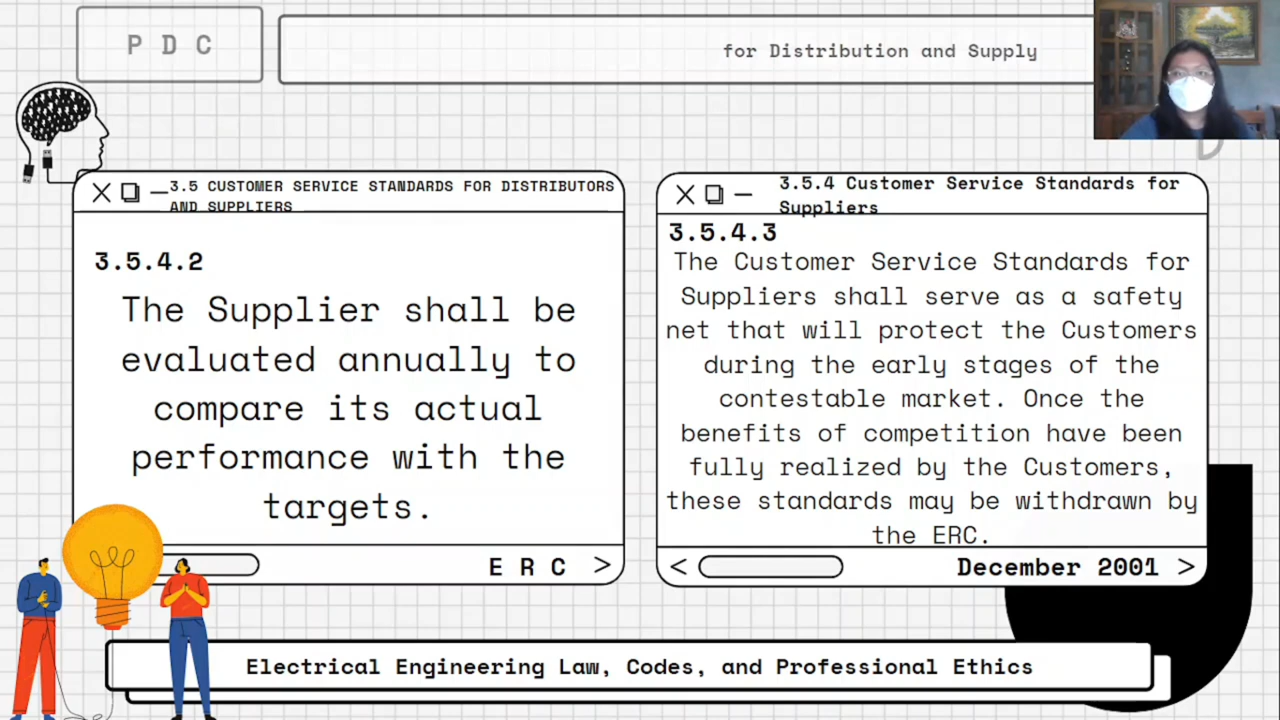 P D C
for Distribution and Supply
3.5 CUSTOMER SERVICE STANDARDS FOR DISTRIBUTORS
AND SUPPLIERS
3.5.4.2
The Supplier shall be
evaluated annually to
compare its actual
performance with the
targets.
E R C >
3.5.4 Customer Service Standards for
Suppliers
3.5.4.3
The Customer Service Standards for
Suppliers shall serve as a safety
net that will protect the Customers
during the early stages of the
contestable market. Once the
benefits of competition have been
fully realized by the Customers,
these standards may be withdrawn by
the ERC.
< December 2001 >
Electrical Engineering Law, Codes, and Professional Ethics